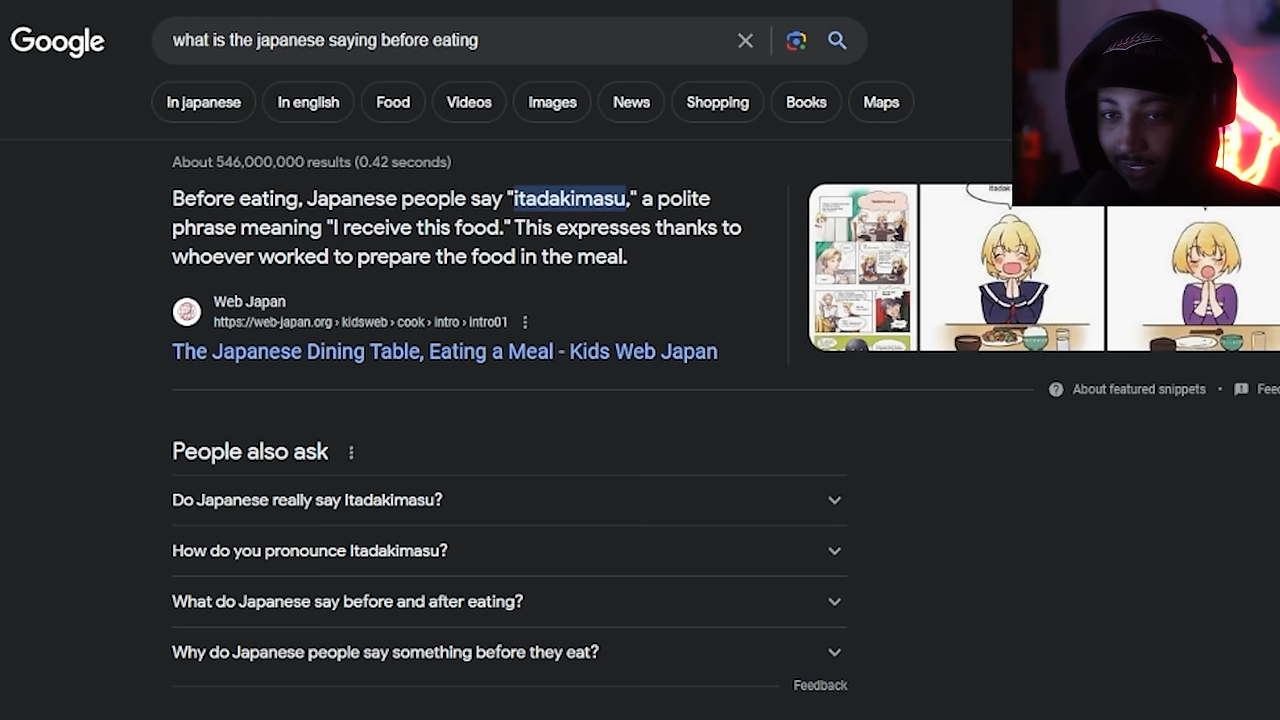 Google
what is the japanese saying before eating
In japanese
In english
Food
Videos
Images
News
Shopping
Books
Maps
About 546,000,000 results (0.42 seconds)
Before eating, Japanese people say "itadakimasu," a polite
phrase meaning "I receive this food." This expresses thanks to
whoever worked to prepare the food in the meal.
Web Japan
https://web-japan.org › kidsweb › cook › intro › intro01
The Japanese Dining Table, Eating a Meal - Kids Web Japan
About featured snippets
People also ask
Do Japanese really say Itadakimasu?
How do you pronounce Itadakimasu?
What do Japanese say before and after eating?
Why do Japanese people say something before they eat?
Feedback